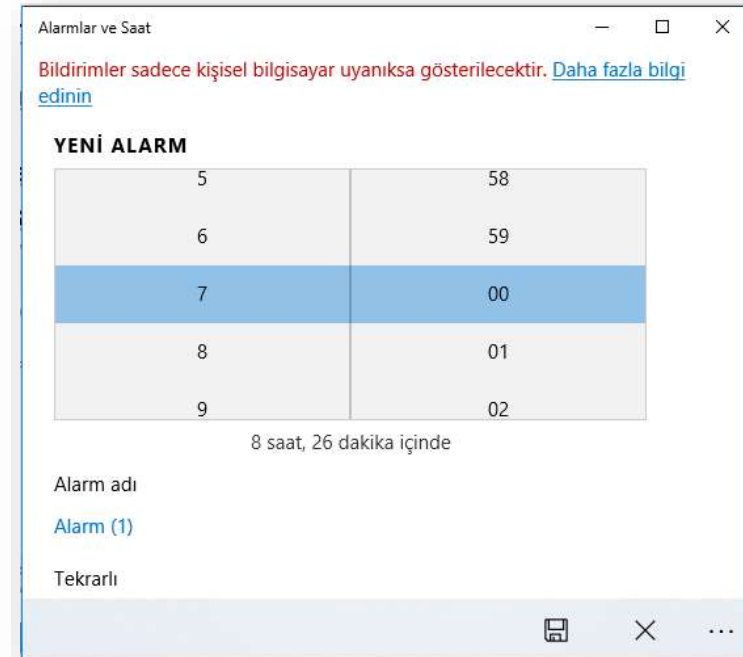 Alarmlar ve Saat
Bildirimler sadece kişisel bilgisayar uyanıksa gösterilecektir. Daha fazla bilgi
edinin
YENİ ALARM
5 58
6 59
7 00
8 01
9 02
8 saat, 26 dakika içinde
Alarm adı
Alarm (1)
Tekrarlı